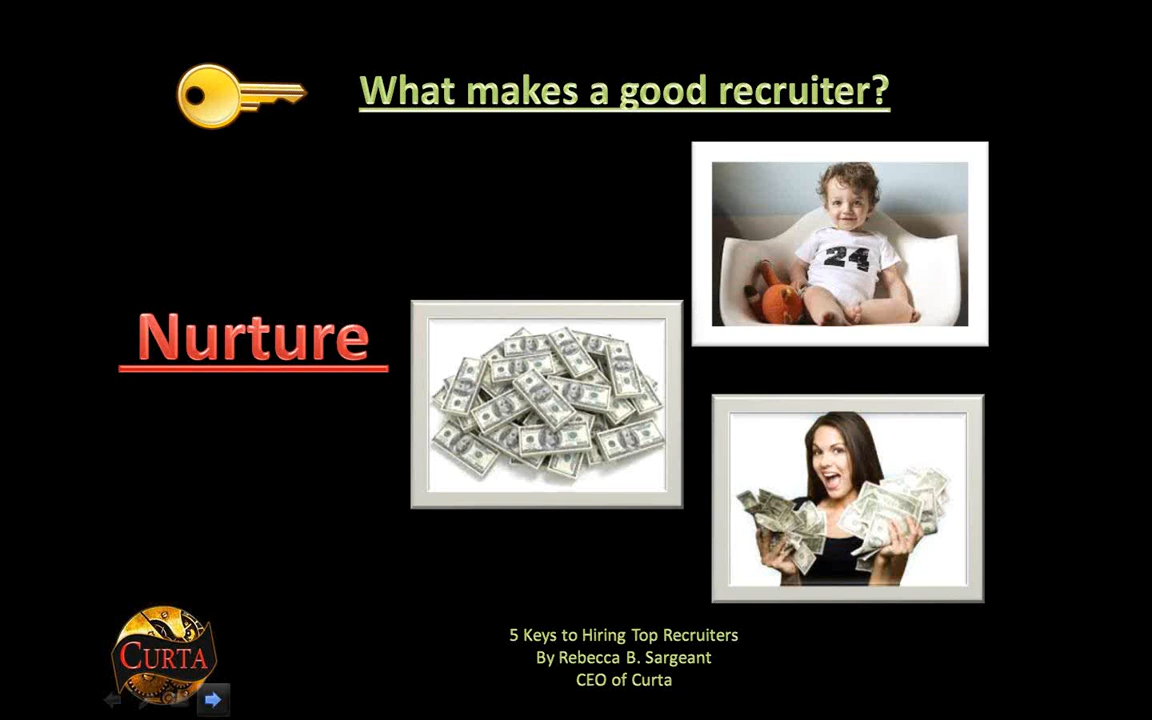 What makes a good recruiter?
24
Nurture
CURTA
5 Keys to Hiring Top Recruiters
By Rebecca B. Sargeant
CEO of Curta